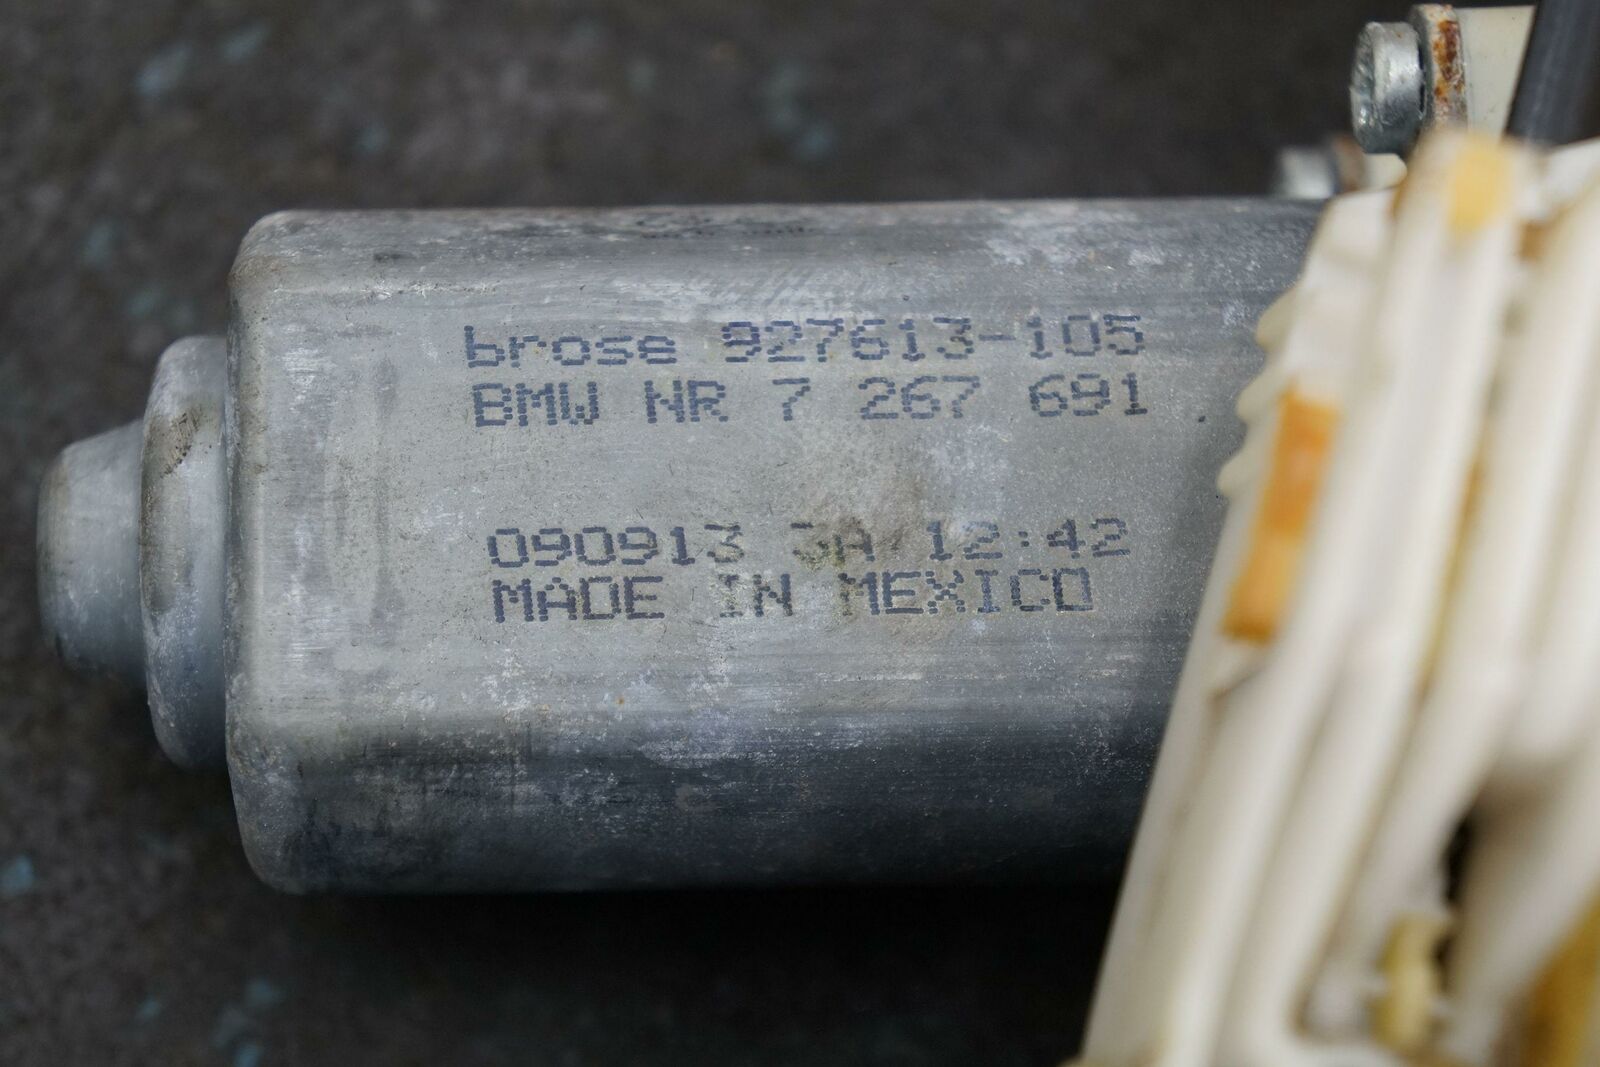 brose 927613-105
BMW NR 7 267 691
090913 3A 12:42
MADE IN MEXICO